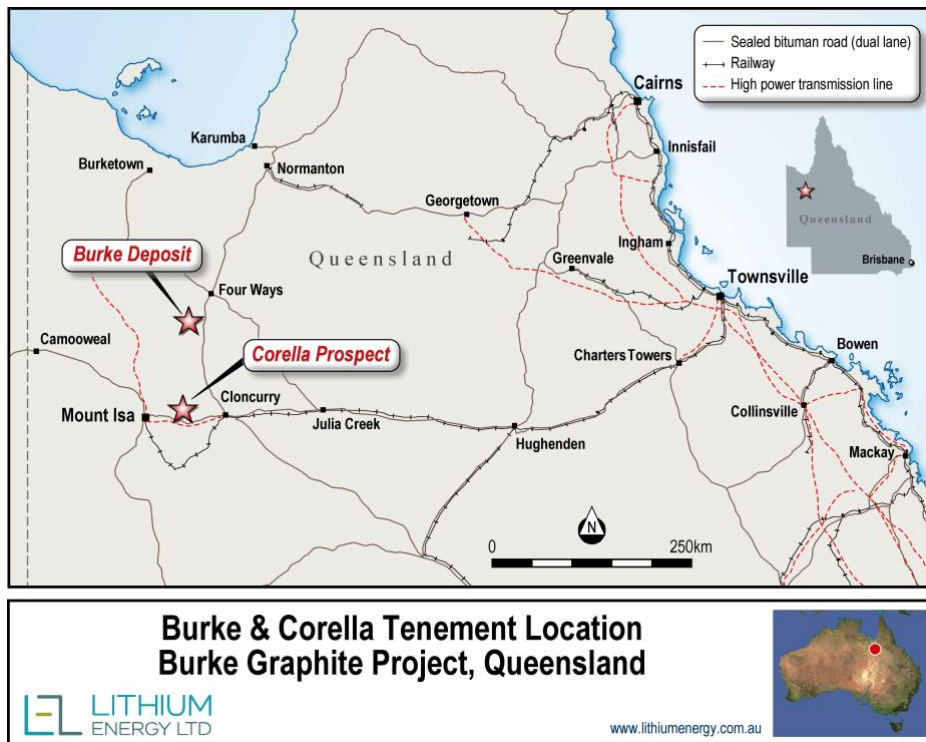 Sealed bituman road (dual lane)
Railway
High power transmission line
Cairns
Karumba
Innisfail
Burketown
Normanton
Georgetown
Queensland
Brisbane
Queensland
Ingham
Greenvale
Burke Deposit
Townsville
Four Ways
Camooweal
Corella Prospect
Charters Towers
Bowen
Mount Isa
Cloncurry
Julia Creek
Collinsville
Hughenden
Mackay
N
0
250km
Burke & Corella Tenement Location
Burke Graphite Project, Queensland
LEL LITHIUM
ENERGY LTD
www.lithiumenergy.com.au